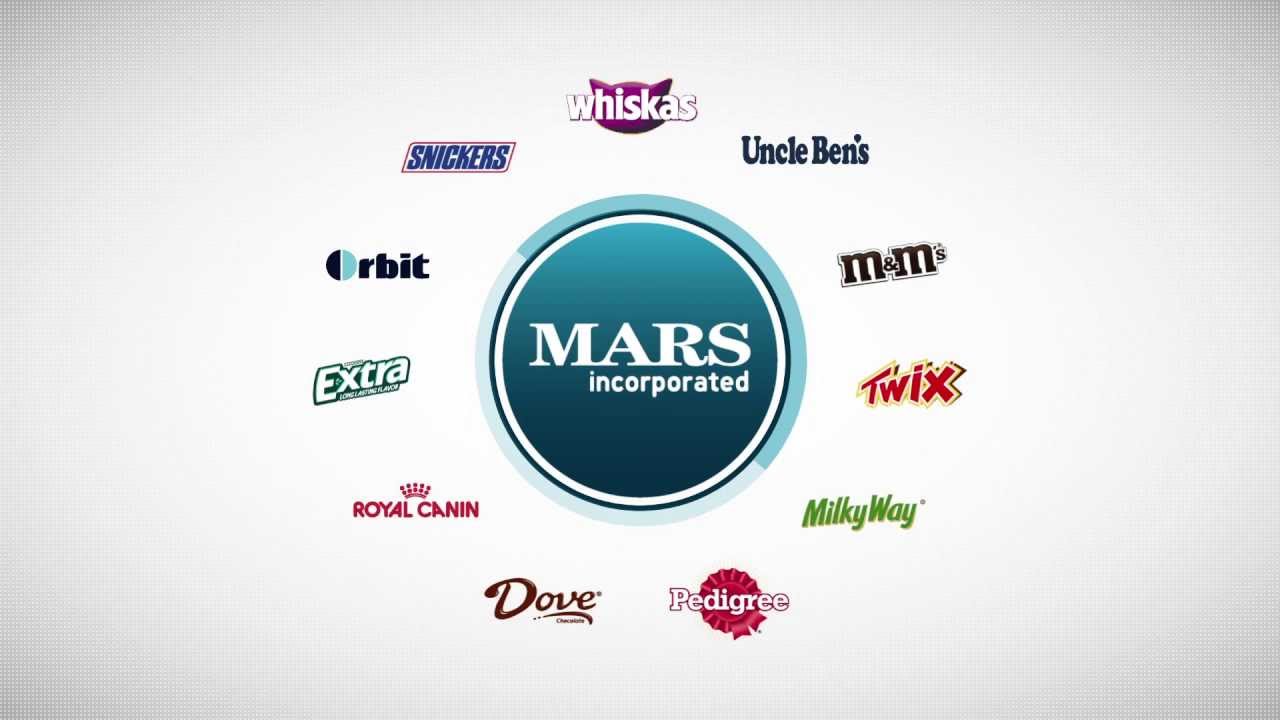 whiskas
SNICKERS
Uncle Ben's
Orbit
m&m's
MARS
incorporated
Extra
LONG LASTING FLAVOR
TWIX
ROYAL CANIN
MilkyWay
Dove®
Chocolate
Pedigree